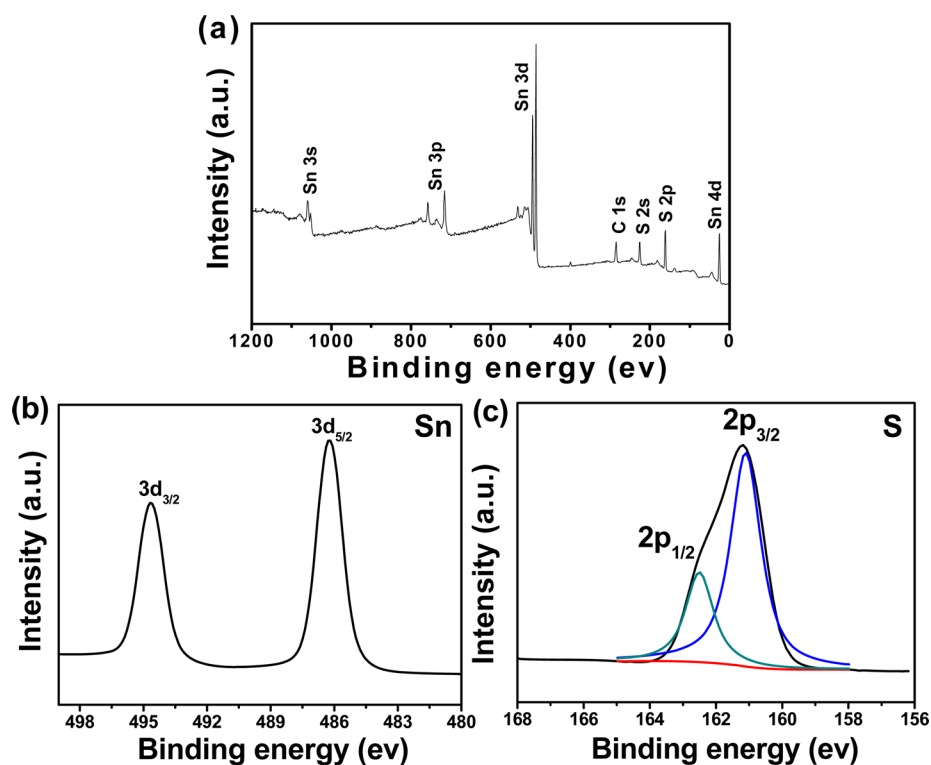 (a)
Intensity (a.u.)
Sn 3s
Sn 3p
Sn 3d
C 1s
S 2s
S 2p
Sn 4d
1200 1000 800 600 400 200 0
Binding energy (ev)
(b)
Sn
Intensity (a.u.)
3d3/2
3d5/2
498 495 492 489 486 483 480
Binding energy (ev)
(c)
S
Intensity (a.u.)
2p3/2
2p1/2
168 166 164 162 160 158 156
Binding energy (ev)